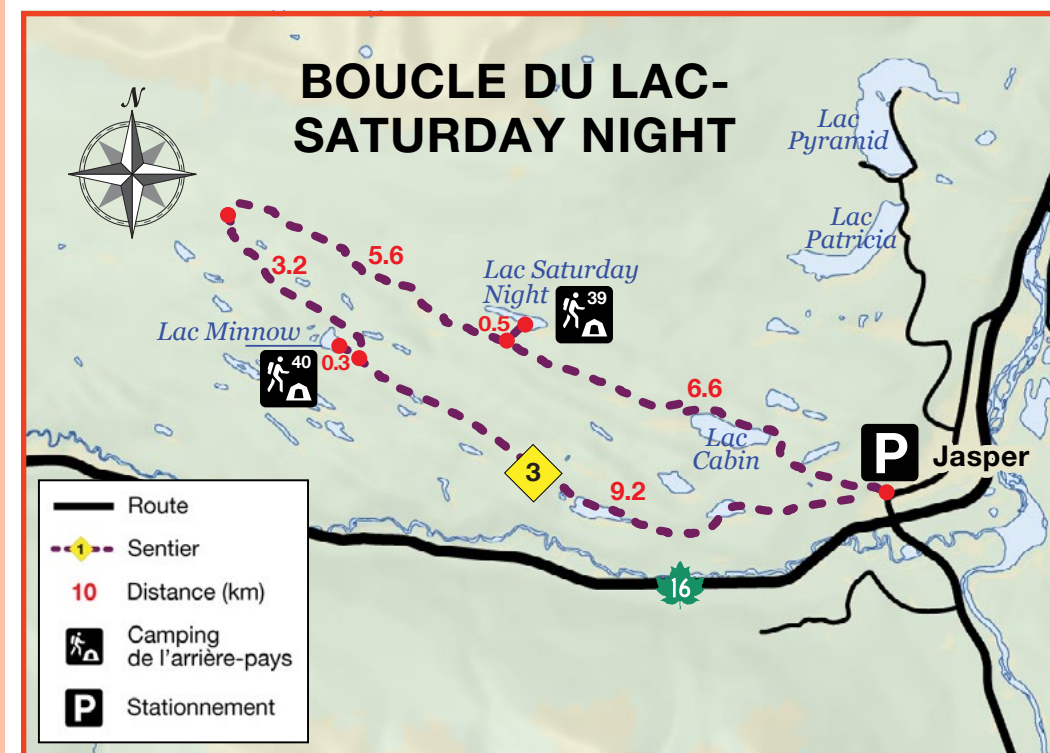 BOUCLE DU LAC-
SATURDAY NIGHT
N
Lac
Pyramid
Lac
Patricia
3.2
5.6
Lac Saturday
Night
39
0.5
Lac Minnow
40
0.3
6.6
Lac
Cabin
P
Jasper
3
9.2
16
Route
1
Sentier
10
Distance (km)
Camping
de l'arrière-pays
P
Stationnement